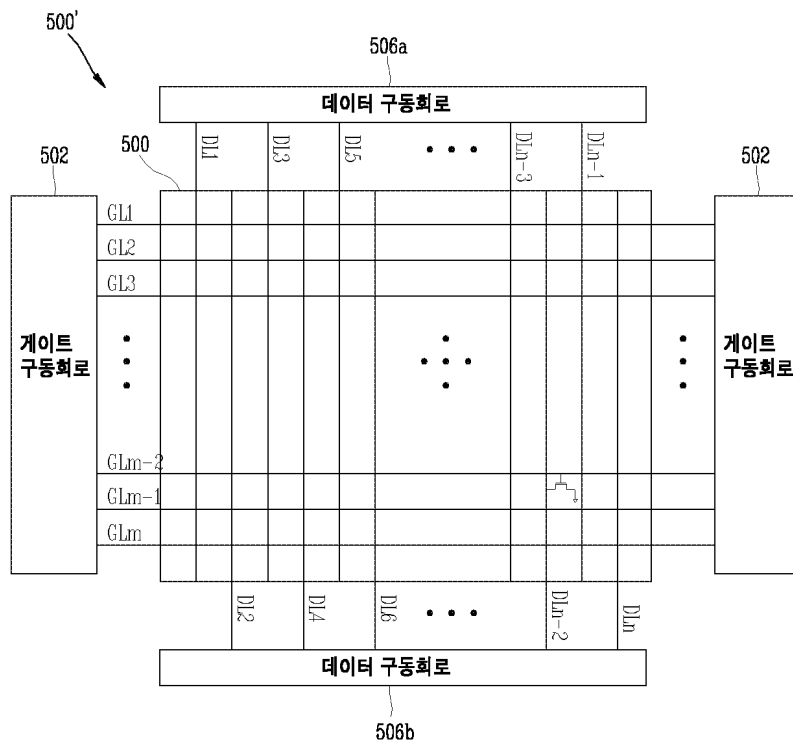 500'
506a
데이터 구동회로
DL1
DL3
DL5
DLn-3
DLn-1
502
500
502
GL1
GL2
GL3
게이트
구동회로
게이트
구동회로
GLm-2
GLm-1
GLm
DL2
DL4
DL6
DLn-2
DLn
데이터 구동회로
506b